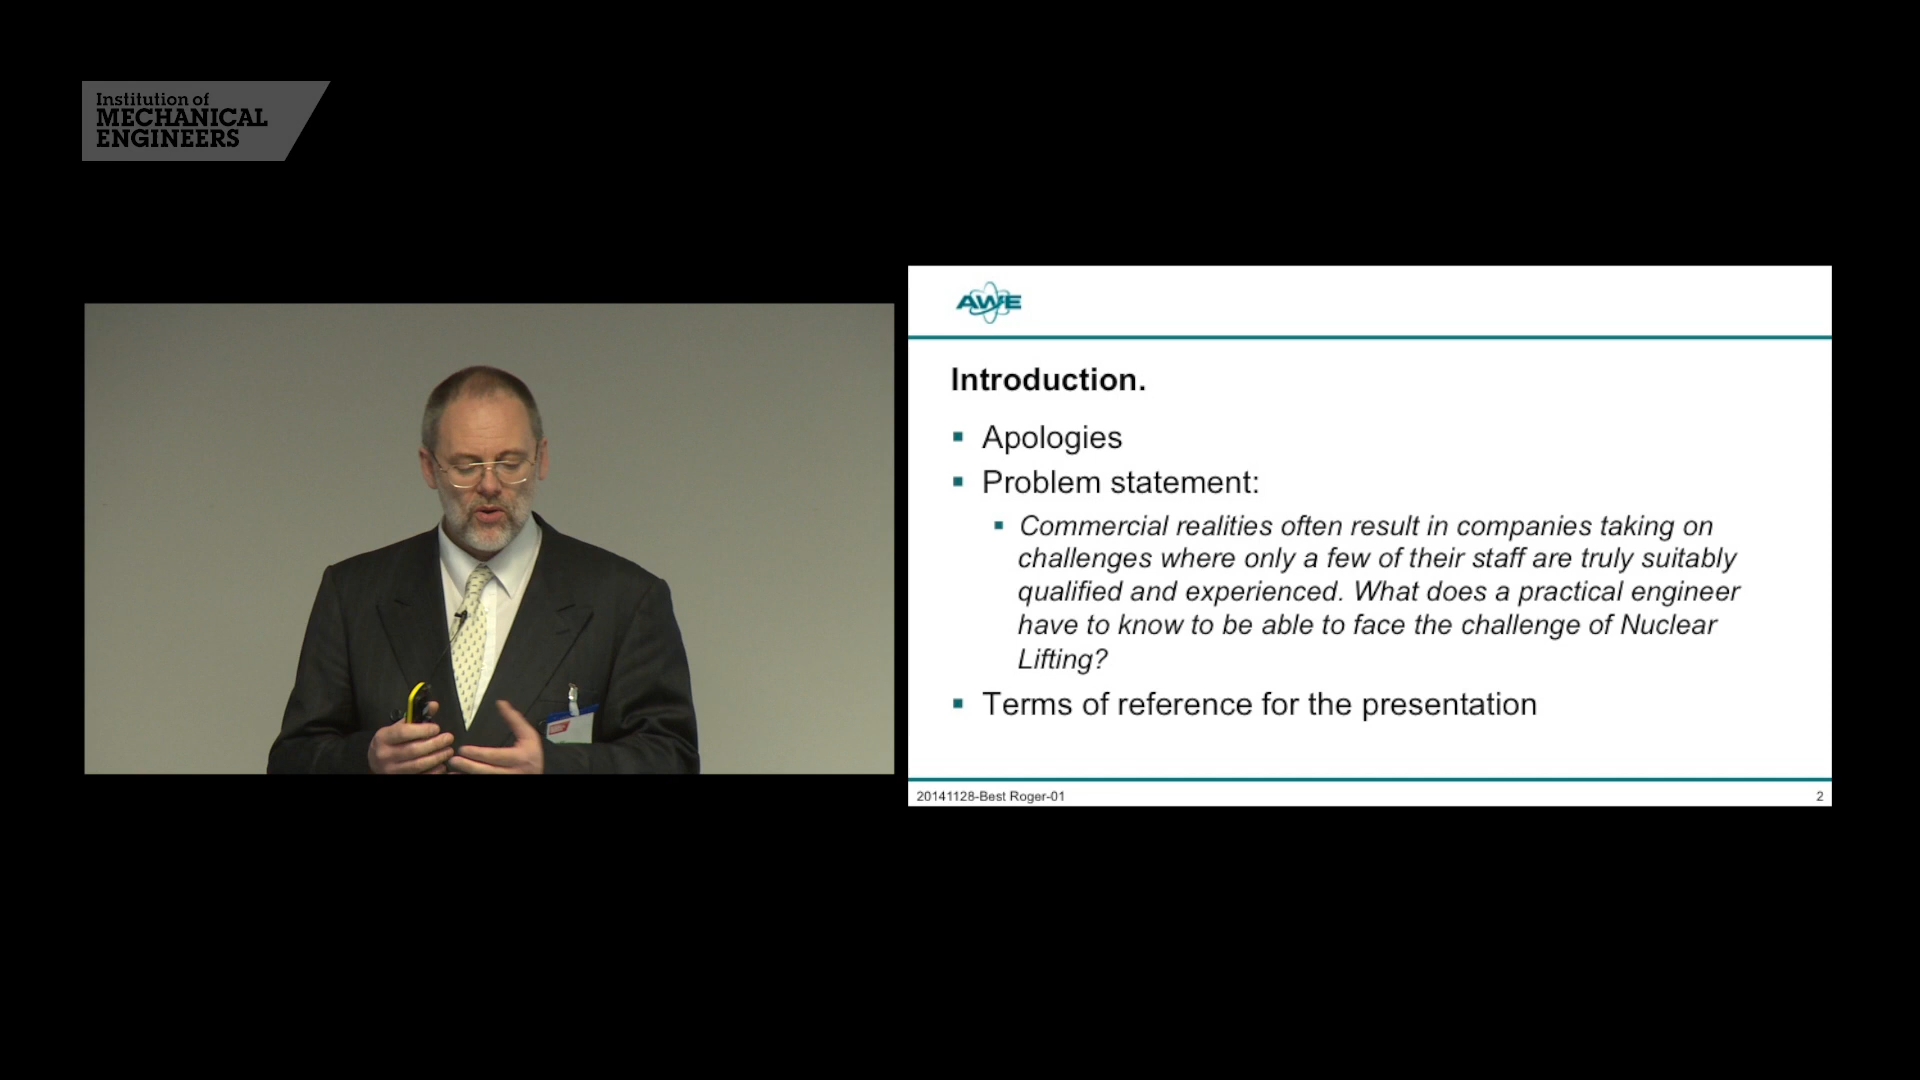 Institution of
MECHANICAL
ENGINEERS
AWE
Introduction.
Apologies
Problem statement:
Commercial realities often result in companies taking on
challenges where only a few of their staff are truly suitably
qualified and experienced. What does a practical engineer
have to know to be able to face the challenge of Nuclear
Lifting?
Terms of reference for the presentation
20141128-Best Roger-01
2